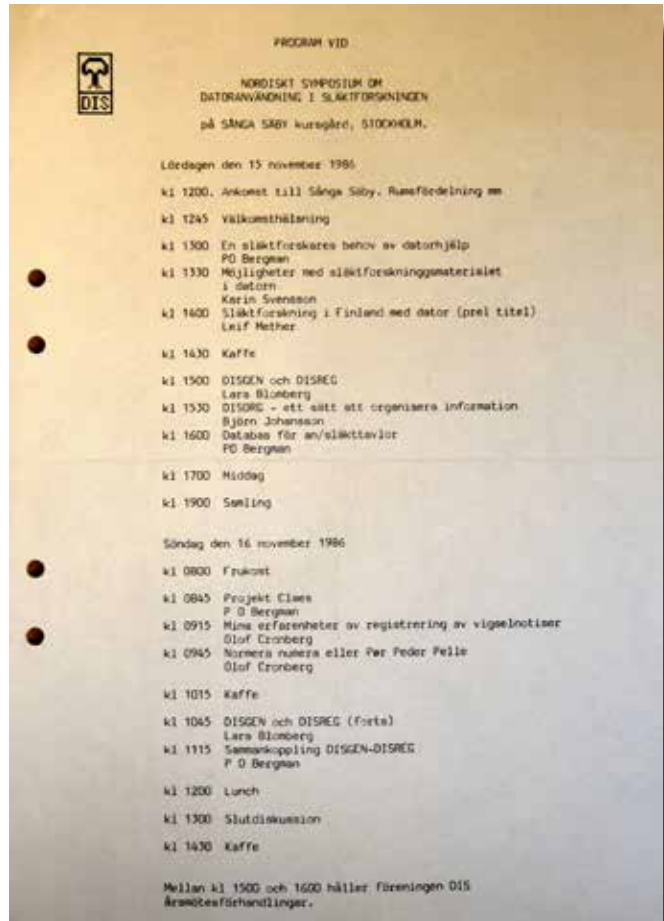 PROGRAM VID
DIS
NORDISKT SYMPOSIUM OM
DATORANVÄNDNING I SLÄKTFORSKNINGEN
på SÅNGA SÄBY kursgård, STOCKHOLM.
Lördagen den 15 november 1986
kl 1200. Ankomst till Sånga Säby. Rumsfördelning mm
kl 1245 Välkomsthälsning
kl 1300 En släktforskares behov av datorhjälp
PO Bergman
kl 1330 Möjligheter med släktforskninggsmaterialet
i datorn
Karin Svensson
kl 1400 Släktforskning i Finland med dator (prel titel)
Leif Mether
kl 1430 Kaffe
kl 1500 DISGEN och DISREG
Lars Blomberg
kl 1530 DISORG - ett sätt att organisera information
Björn Johansson
kl 1600 Databas för an/släkttavlor
PO Bergman
kl 1700 Middag
kl 1900 Samling
Söndag den 16 november 1986
kl 0800 Frukost
kl 0845 Projekt Claes
P O Bergman
kl 0915 Mina erfarenheter av registrering av vigselnotiser
Olof Cronberg
kl 0945 Normera numera eller Per Peder Pelle
Olof Cronberg
kl 1015 Kaffe
kl 1045 DISGEN och DISREG (forts)
Lars Blomberg
kl 1115 Sammankoppling DISGEN-DISREG
P O Bergman
kl 1200 Lunch
kl 1300 Slutdiskussion
kl 1430 Kaffe
Mellan kl 1500 och 1600 håller föreningen DIS
årsmötesförhandlingar.